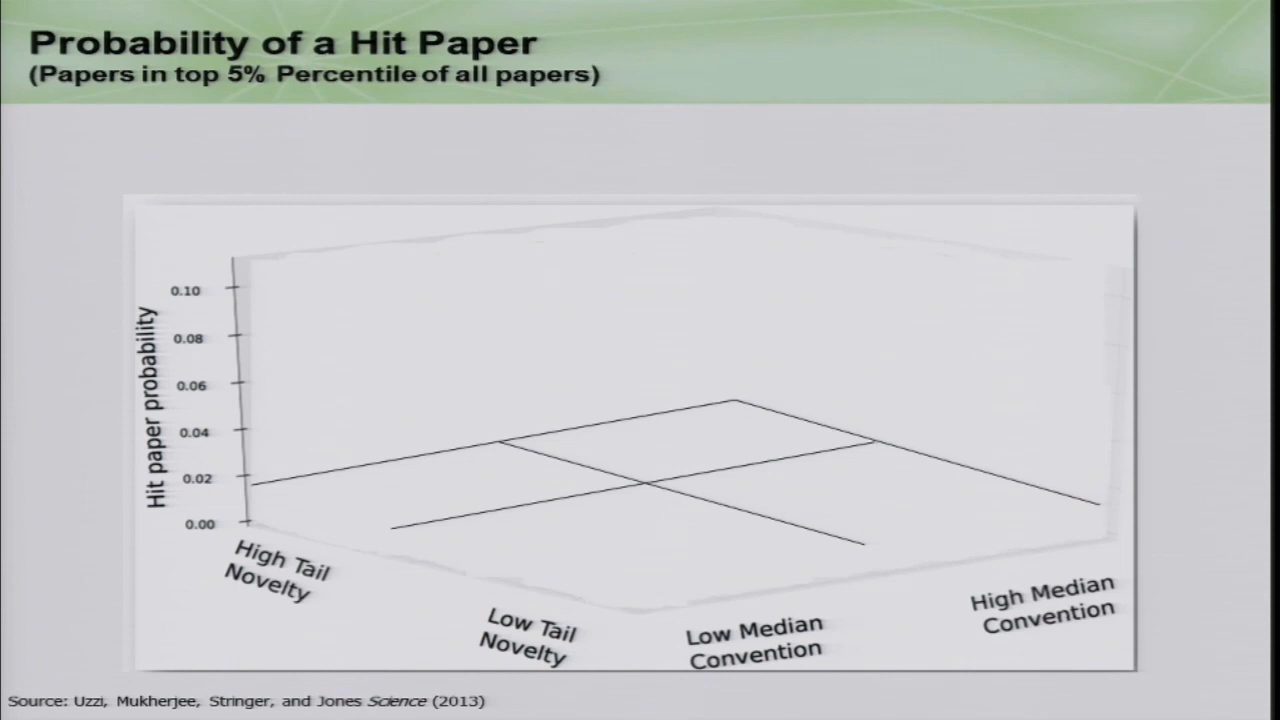 Probability of a Hit Paper
(Papers in top 5% Percentile of all papers)
Hit paper probability
0.10
0.08
0.06
0.04
0.02
0.00
High Tail
Novelty
Low Tail
Novelty
Low Median
Convention
High Median
Convention
Source: Uzzi, Mukherjee, Stringer, and Jones Science (2013)